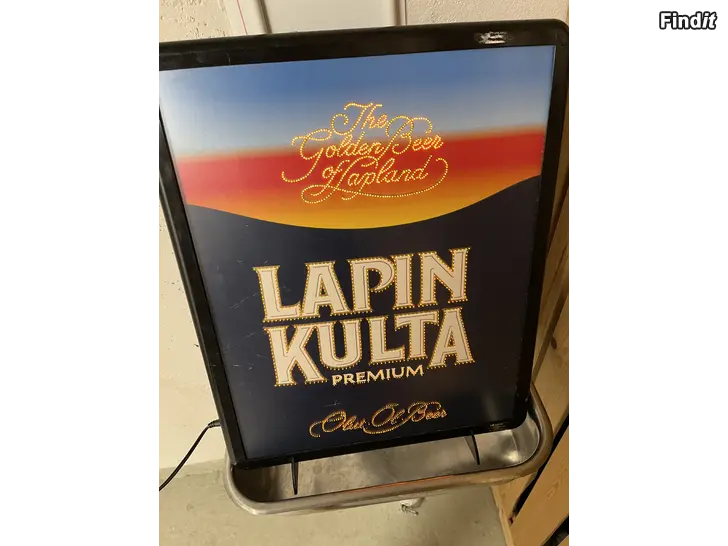 Findit
The
Golden Beer
of Lapland
LAPIN
KULTA
PREMIUM
Olut Öl Beer